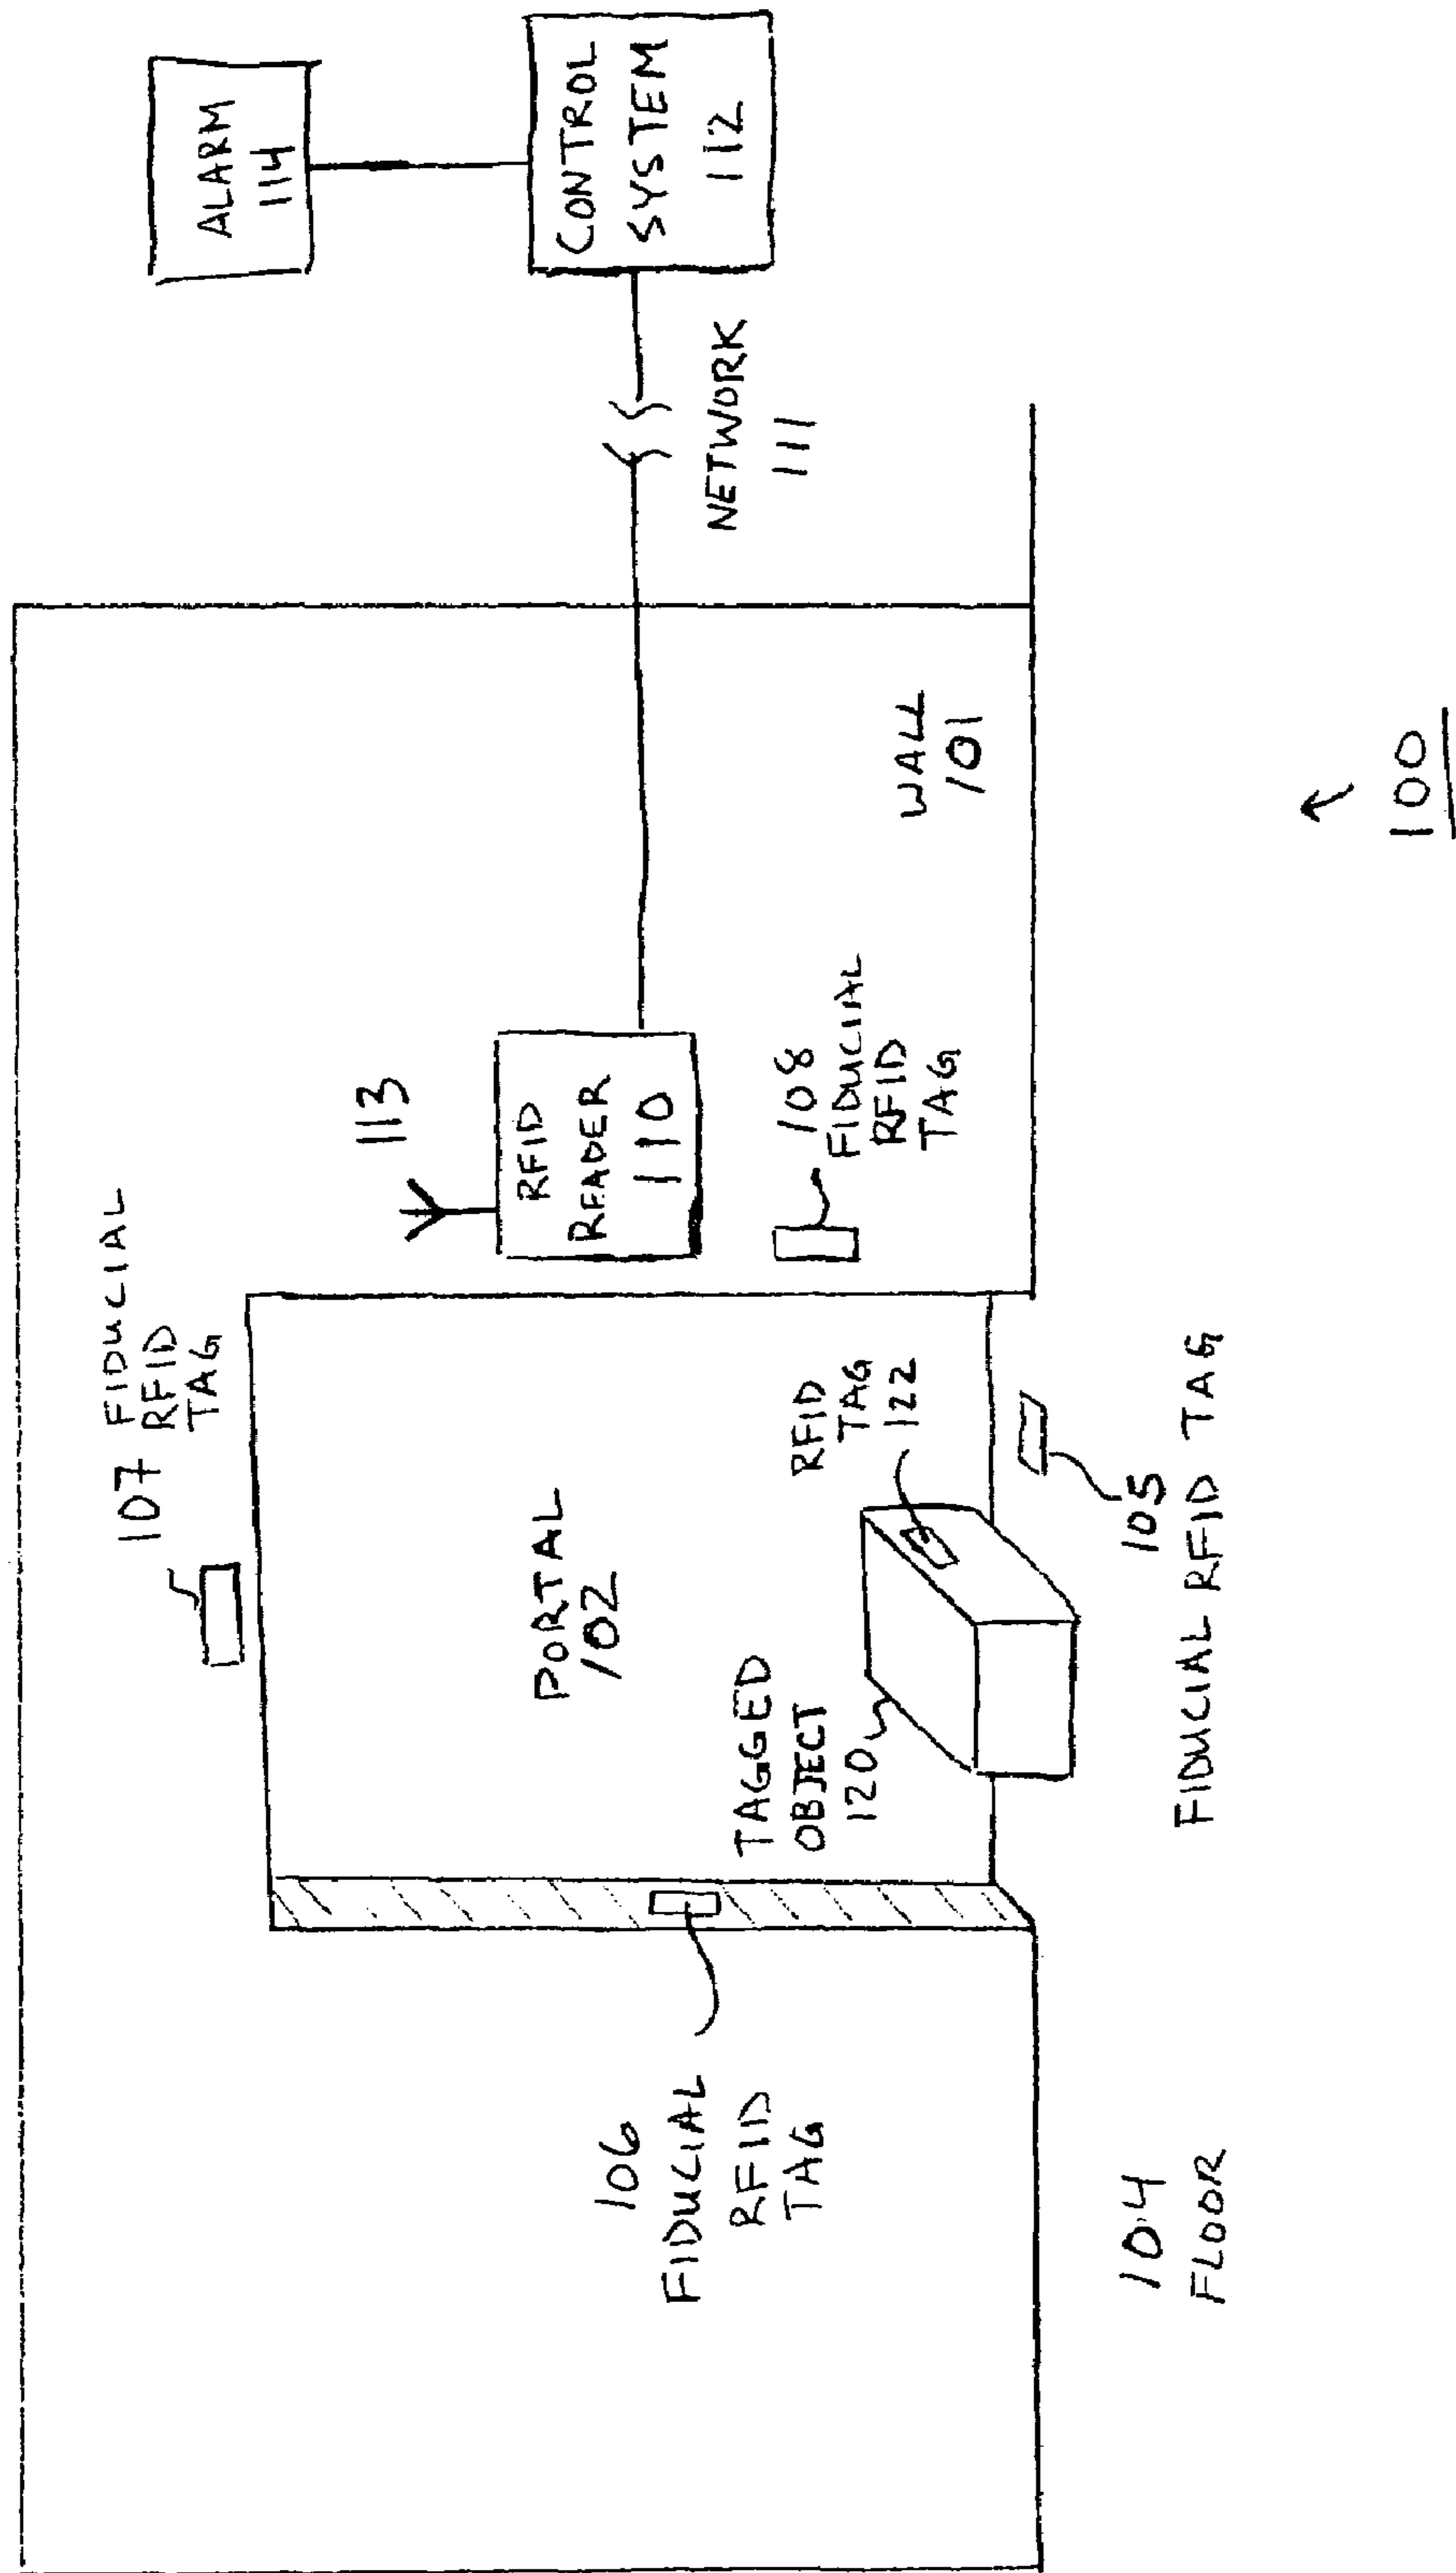 107 FIDUCIAL
RFID
TAG
113
ALARM
114
RFID
READER
110
CONTROL
SYSTEM
112
PORTAL
102
NETWORK
111
106
FIDUCIAL
RFID
TAG
TAGGED
OBJECT
120
RFID
TAG
122
108
FIDUCIAL
RFID
TAG
WALL
101
104
FLOOR
105
FIDUCIAL RFID TAG
100